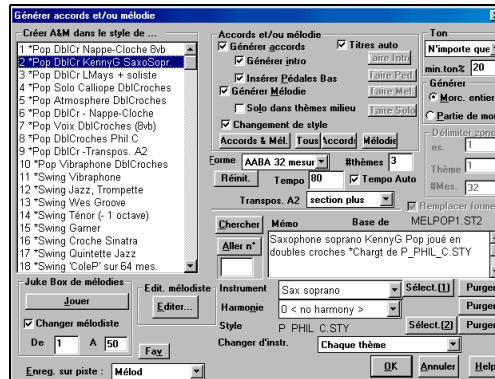 Générer accords et/ou mélodie
Créer A&M dans le style de ...
1 *Pop DblCr Nappe-Cloche 8vb
2 *Pop DblCr KennyG SaxoSopr.
3 *Pop DblCr LMays + soliste
4 *Pop Solo Calliope DblCroches
5 *Pop Atmosphere DblCroches
6 *Pop DblCr - Nappe-Cloche
7 *Pop Voix DblCroches (8vb)
8 *Pop DblCroches Phil C
9 *Pop DblCr -Transpos. A2
10 *Pop Vibraphone DblCroches
11 *Swing Vibraphone
12 *Swing Jazz, Trompette
13 *Swing Wes Groove
14 *Swing Ténor (- 1 octave)
15 *Swing Garner
16 *Swing Croche Sinatra
17 *Swing Quintette Jazz
18 *Swing 'ColeP' sur 64 mes.
Juke Box de mélodies
Jouer
Changer mélodiste
De 1 A 50
Fav
Enreg. sur piste : Mélod
Edit. mélodiste
Editer...
Accords et/ou mélodie
Générer accords
Titres auto
Générer intro
aire Intro
Insérer Pédales Bas
aire Ped
Générer Mélodie
aire Mel
Solo dans thèmes milieu
aire Solo
Changement de style
Accords & Mél. Tous Accords Mélodie
Forme AABA 32 mesur #thèmes 3
Réinit. Tempo 80 Tempo Auto
Transpos. A2 section plus
Ton
N'importe que
min.ton% 20
Générer
Morc. entier
Partie de mor
Délimiter zone
es. 1
Thème 1
#Mes. 32
Remplacer forme
Chercher Mémo Base de MELPOP1.ST2
Aller n°
Saxophone soprano KennyG Pop joué en
doubles croches *Chargt de P_PHIL_C.STY
Instrument Sax soprano Sélect.(1) Purger
Harmonie 0 < no harmony > Purger
Style P_PHIL_C.STY Sélect.(2) Purger
Changer d'instr. Chaque thème
OK Annuler Help